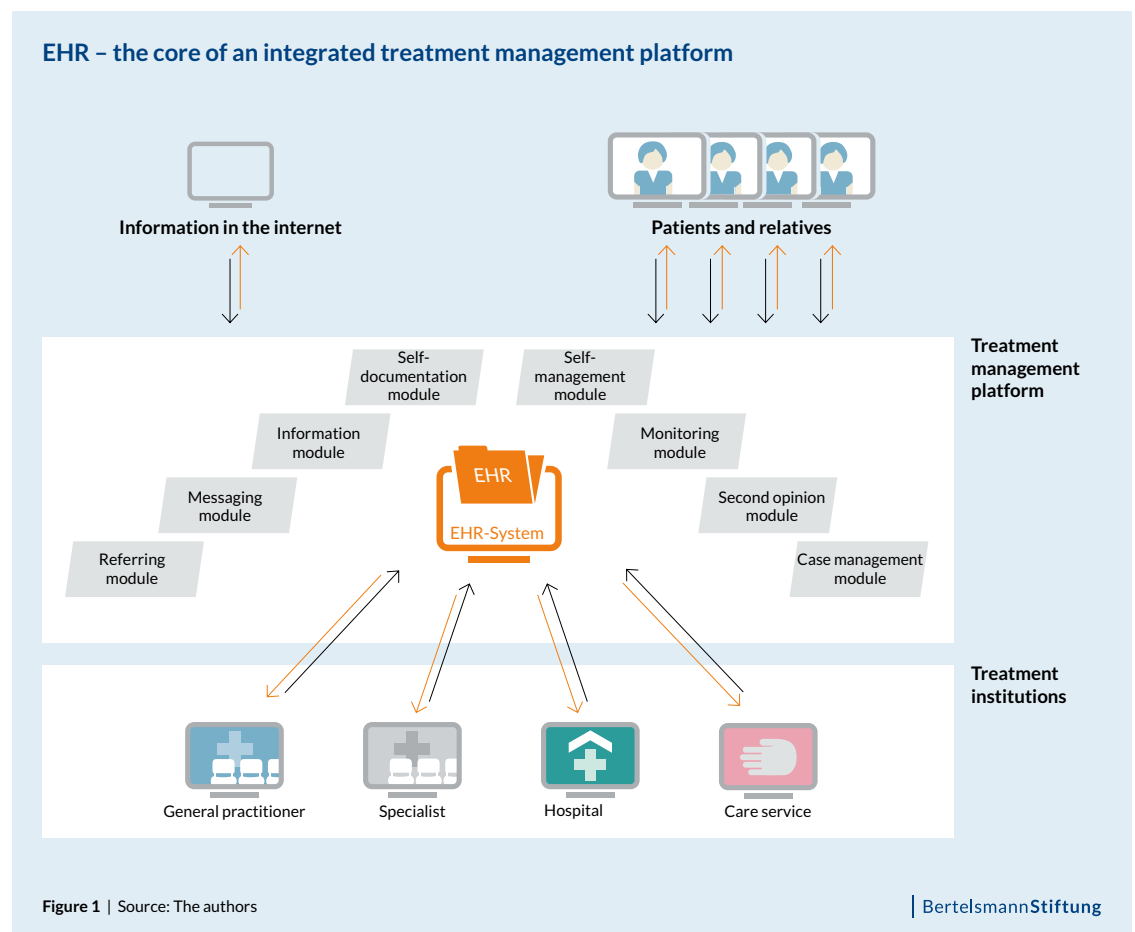 EHR – the core of an integrated treatment management platform
Information in the internet
Patients and relatives
Treatment
management
platform
Self-
documentation
module
Self-
management
module
Information
module
Monitoring
module
Messaging
module
Second opinion
module
Referring
module
Case management
module
EHR
EHR-System
Treatment
institutions
General practitioner
Specialist
Hospital
Care service
Figure 1 | Source: The authors
BertelsmannStiftung